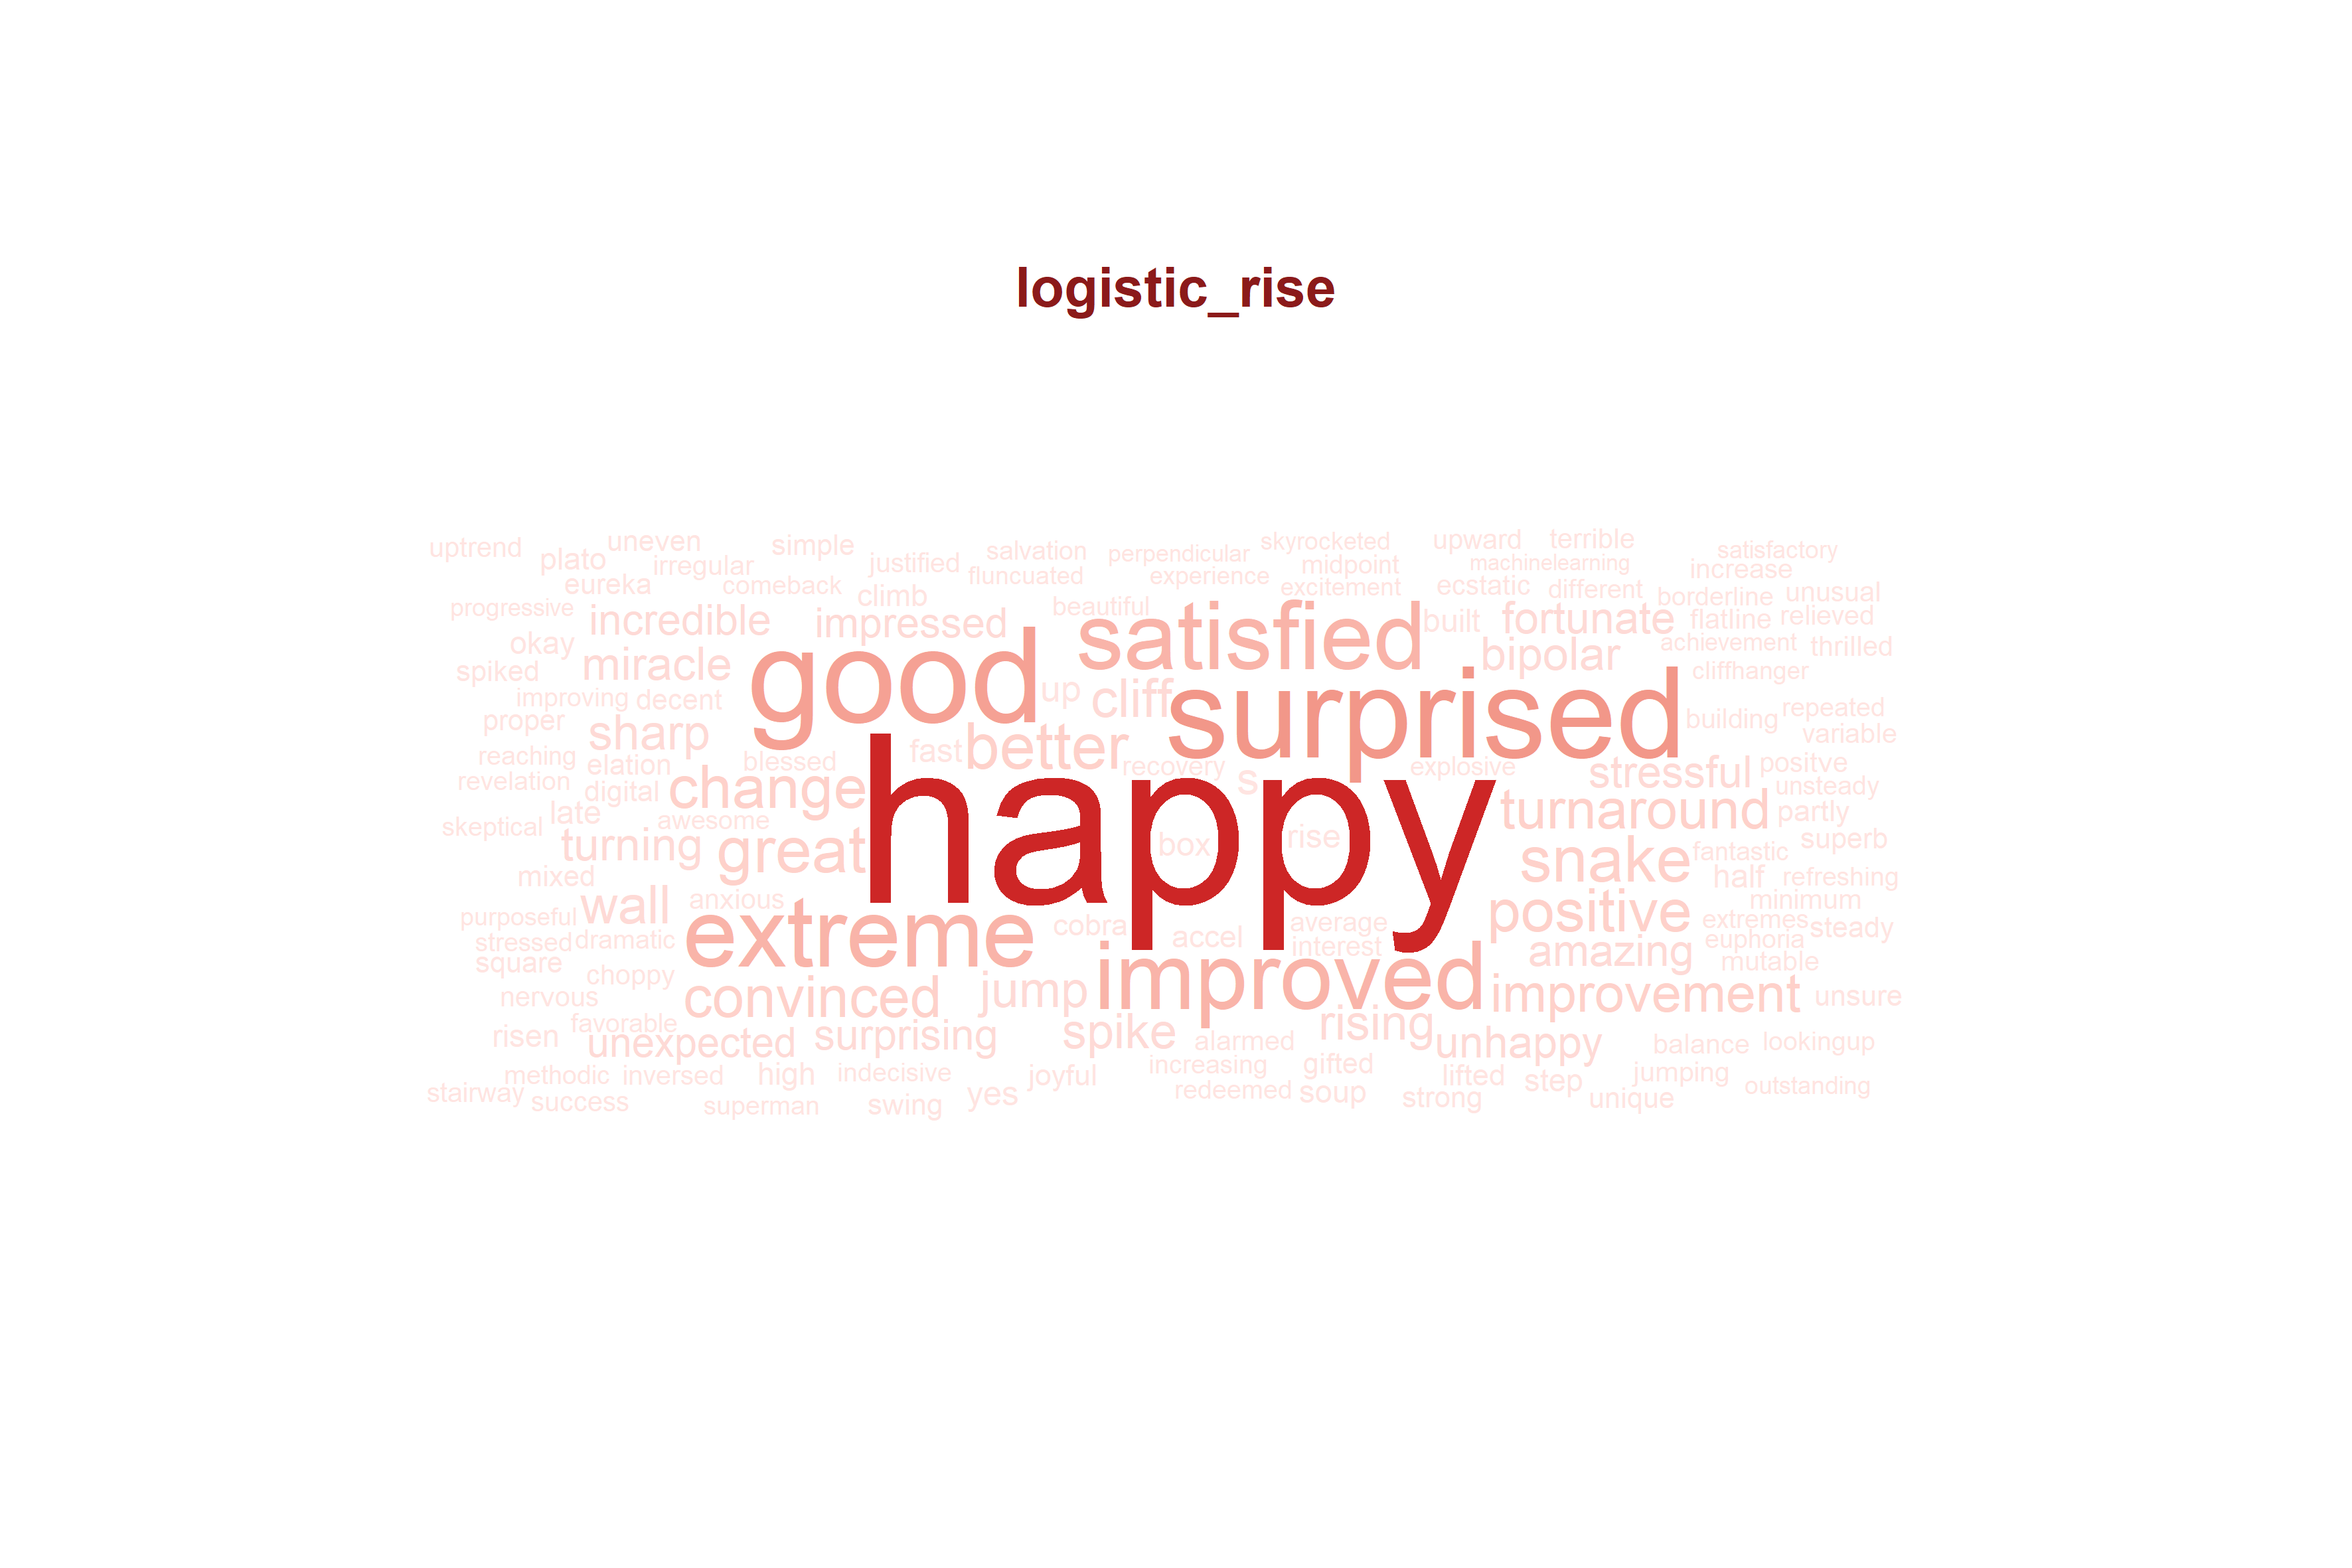 logistic_rise
uptrend plato uneven simple salvation perpendicular skyrocketed upward terrible satisfactory
eureka irregular justified fluncuated experience midpoint machinelearning increase
comeback climb excitement ecstatic different borderline unusual
progressive incredible impressed beautiful satisfied built fortunate flatline relieved
okay miracle good bipolar achievement thrilled
spiked improving decent up cliff surprised cliffhanger
proper sharp better building repeated variable
reaching elation blessed fast recovery explosive stressful positve
revelation digital change happy s turnaround unsteady
skeptical late awesome box rise partly superb
turning great snake fantastic
mixed wall anxious half refreshing
purposeful extreme cobra accel average positive minimum extremes steady
stressed dramatic interest amazing euphoria
square choppy improved mutable
nervous convinced jump improvement unsure
risen favorable unexpected surprising spike alarmed rising unhappy balance lookingup
methodic inversed high indecisive joyful increasing gifted lifted step jumping outstanding
stairway success superman swing yes redeemed soup strong unique